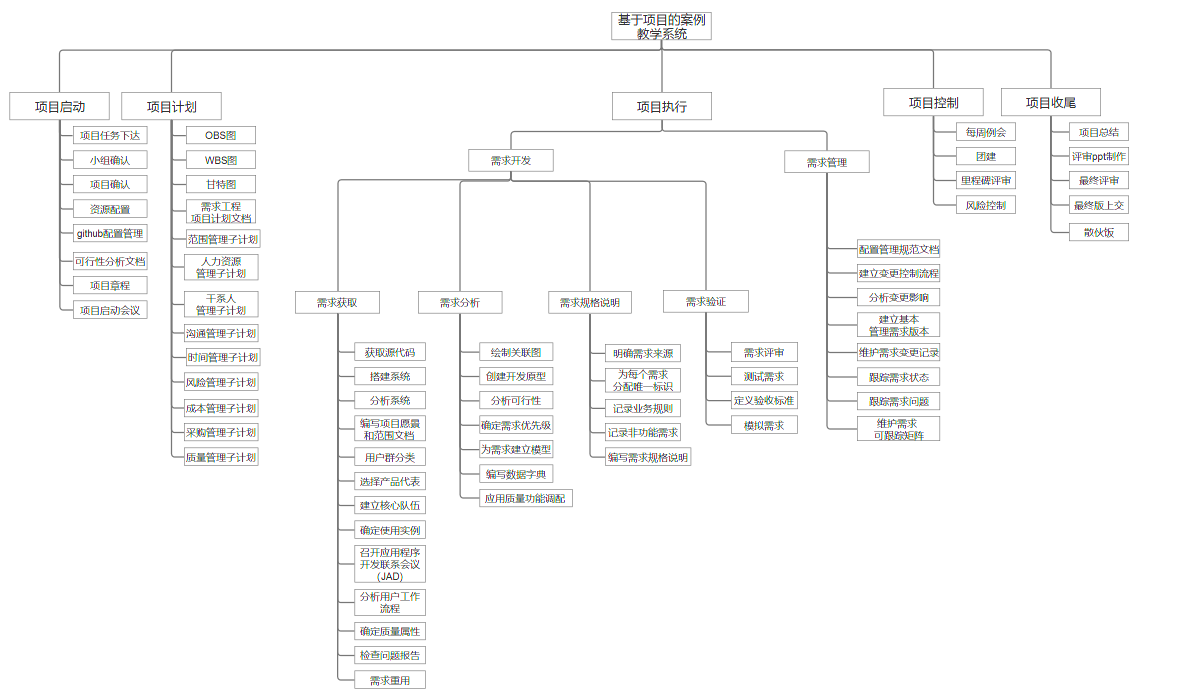 基于项目的案例
教学系统
项目启动
项目任务下达
小组确认
项目确认
资源配置
github配置管理
可行性分析文档
项目章程
项目启动会议
项目计划
OBS图
WBS图
甘特图
需求工程
项目计划文档
范围管理子计划
人力资源
管理子计划
干系人
管理子计划
沟通管理子计划
时间管理子计划
风险管理子计划
成本管理子计划
采购管理子计划
质量管理子计划
项目执行
需求开发
需求获取
获取源代码
搭建系统
分析系统
编写项目愿景
和范围文档
用户群分类
选择产品代表
建立核心队伍
确定使用实例
召开应用程序
开发联系会议
(JAD)
分析用户工作
流程
确定质量属性
检查问题报告
需求重用
需求分析
绘制关联图
创建开发原型
分析可行性
确定需求优先级
为需求建立模型
编写数据字典
应用质量功能调配
需求规格说明
明确需求来源
为每个需求
分配唯一标识
记录业务规则
记录非功能需求
编写需求规格说明
需求验证
需求评审
测试需求
定义验收标准
模拟需求
需求管理
配置管理规范文档
建立变更控制流程
分析变更影响
建立基本
管理需求版本
维护需求变更记录
跟踪需求状态
跟踪需求问题
维护需求
可跟踪矩阵
项目控制
每周例会
团建
里程碑评审
风险控制
项目收尾
项目总结
评审ppt制作
最终评审
最终版上交
散伙饭